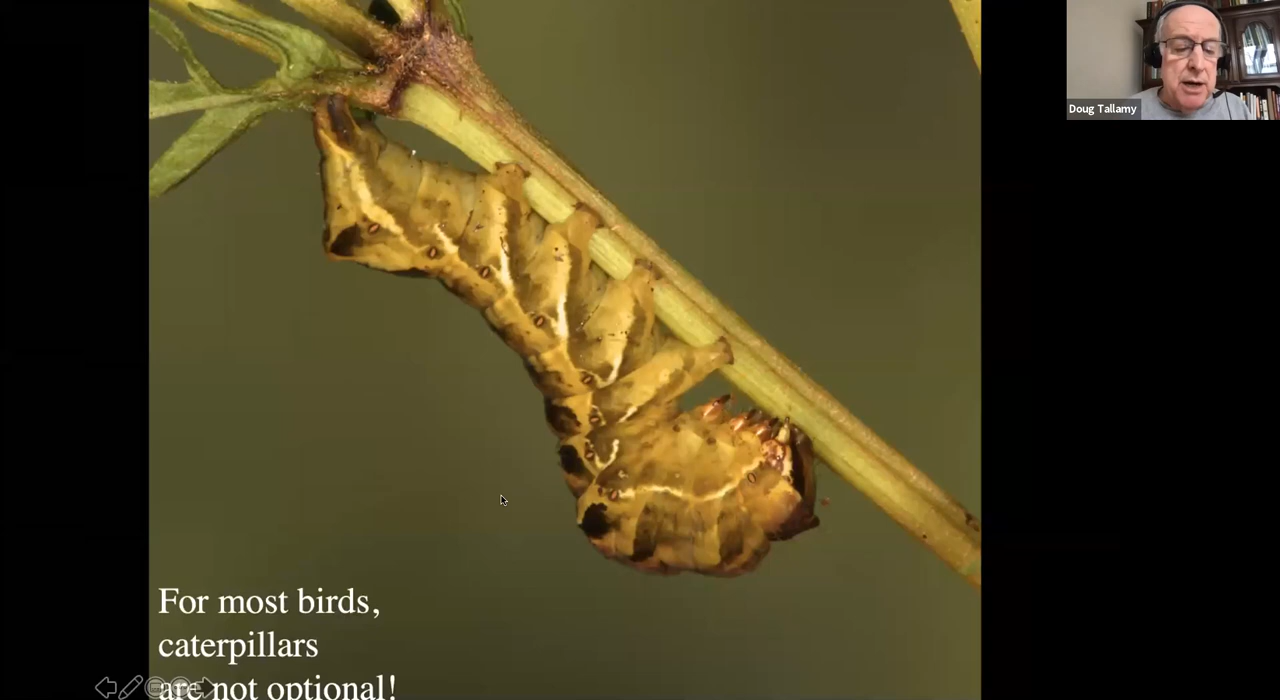 Doug Tallamy
For most birds,
caterpillars
are not optional!